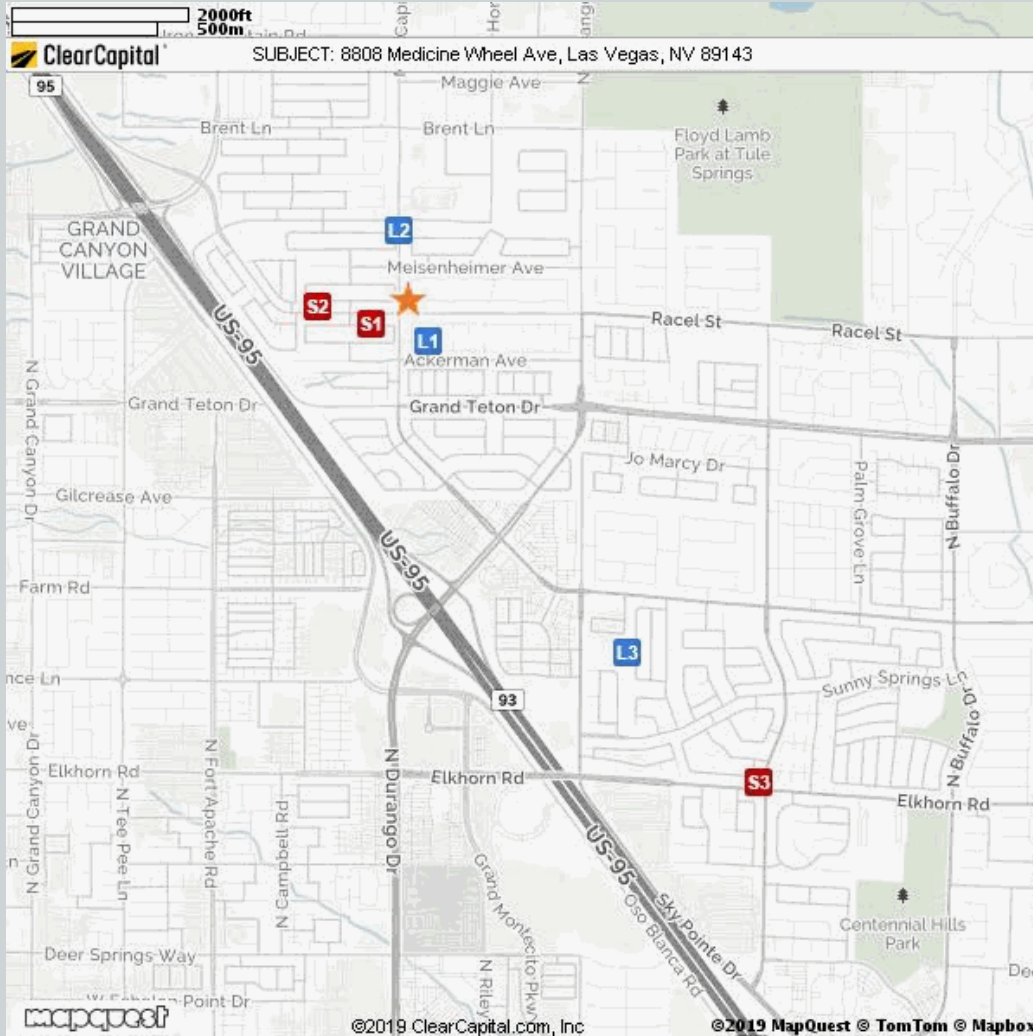 2000ft
500m
ClearCapital
SUBJECT: 8808 Medicine Wheel Ave, Las Vegas, NV 89143
95
Maggie Ave
Brent Ln
Brent Ln
Floyd Lamb
Park at Tule
Springs
GRAND
CANYON
VILLAGE
L2
Meisenheimer Ave
S2
S1
L1
Racel St
Racel St
US-95
Ackerman Ave
N Grand Canyon Dr
Grand Teton Dr
Grand Teton Dr
Jo Marcy Dr
Gilcrease Ave
Palm Grove Ln
N Buffalo Dr
US-95
Farm Rd
L3
Sunny Springs Ln
93
N Buffalo Dr
N Grand Canyon Dr
Elkhorn Rd
N Fort Apache Rd
N Durango Dr
Elkhorn Rd
S3
Elkhorn Rd
N Tee Pee Ln
N Campbell Rd
US-95
Grand Montecito Pkwy
Sky Pointe Dr
Oso Blanca Rd
Centennial Hills
Park
Deer Springs Way
N Riley
Point Dr
mapquest
©2019 ClearCapital.com, Inc
©2019 MapQuest © TomTom © Mapbo